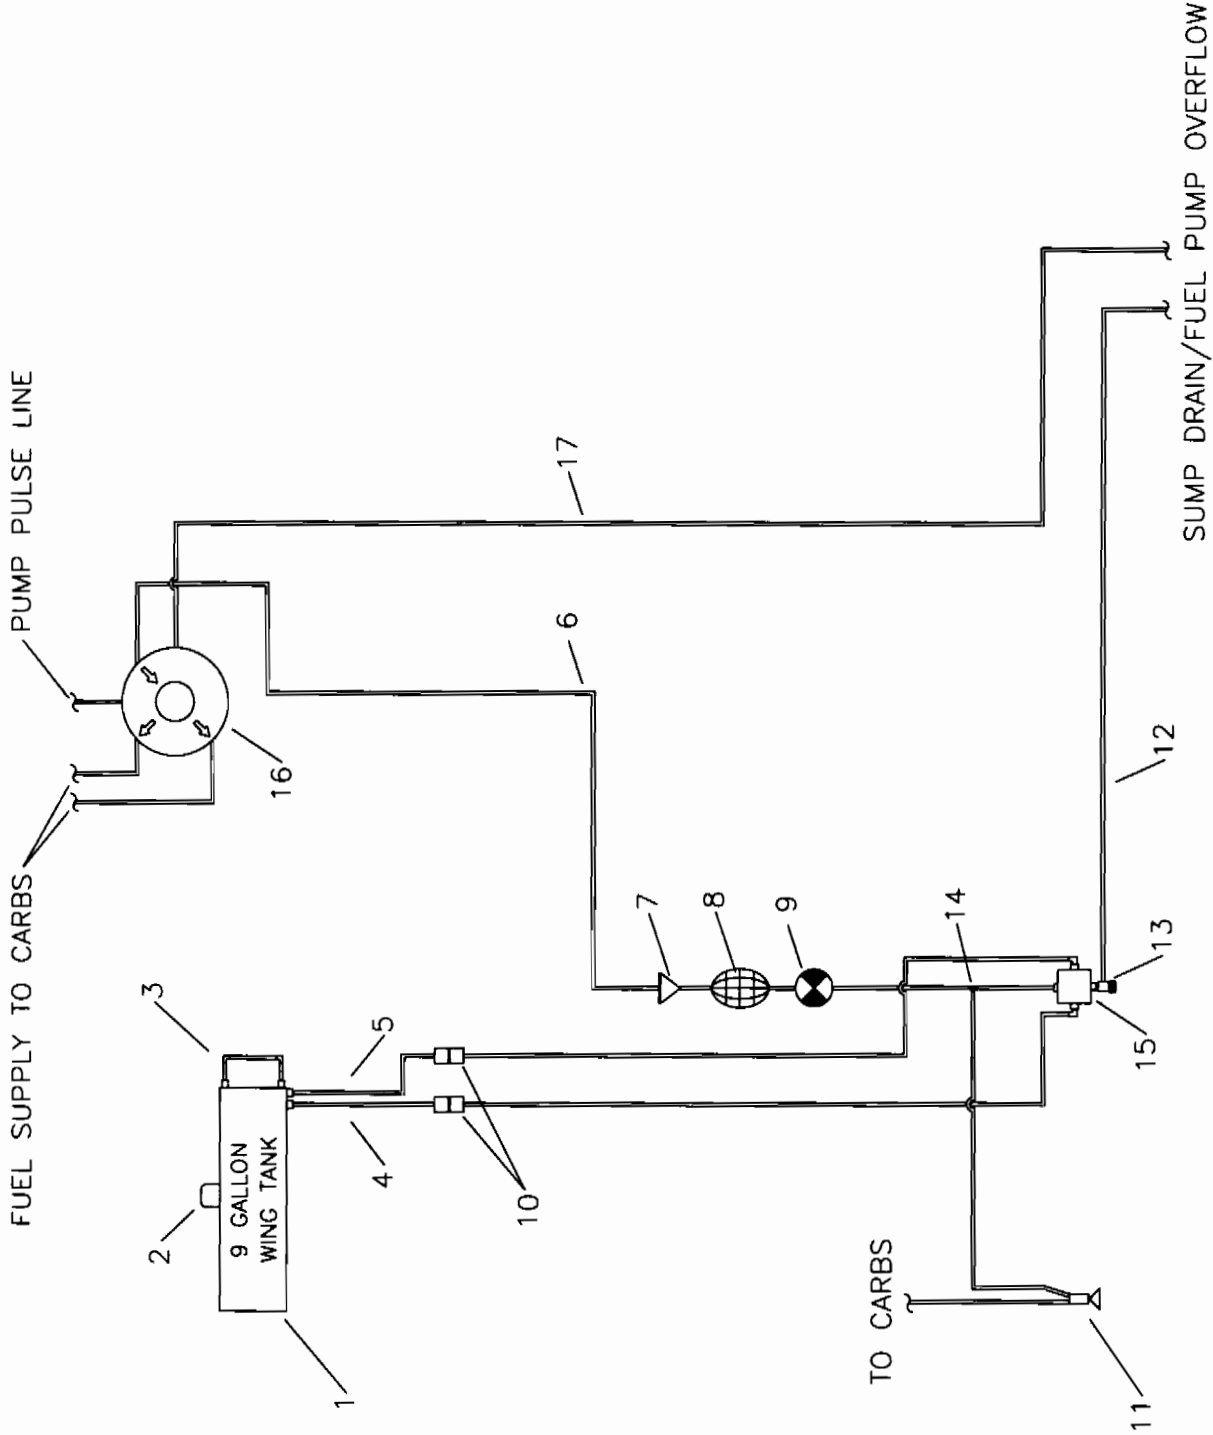 FUEL SUPPLY TO CARBS
PUMP PULSE LINE
2
3
9 GALLON
WING TANK
1
4
5
10
16
17
6
7
8
9
14
TO CARBS
11
15
13
12
SUMP DRAIN/FUEL PUMP OVERFLOW